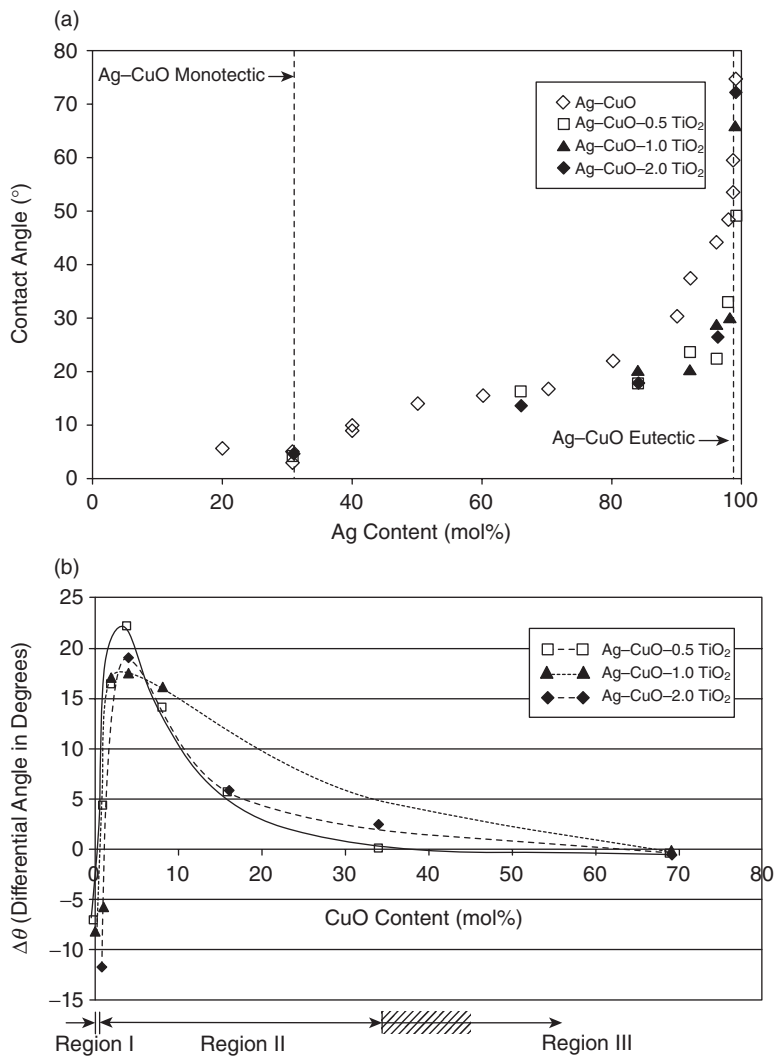 (a)
80
70
60
50
40
30
20
10
0
Contact Angle (°)
Ag–CuO Monotectic
Ag–CuO
Ag–CuO–0.5 TiO₂
Ag–CuO–1.0 TiO₂
Ag–CuO–2.0 TiO₂
Ag–CuO Eutectic
0 20 40 60 80 100
Ag Content (mol%)
(b)
25
20
15
10
5
0
−5
−10
−15
Δθ (Differential Angle in Degrees)
Ag–CuO–0.5 TiO₂
Ag–CuO–1.0 TiO₂
Ag–CuO–2.0 TiO₂
0 10 20 30 40 50 60 70 80
CuO Content (mol%)
Region I Region II Region III